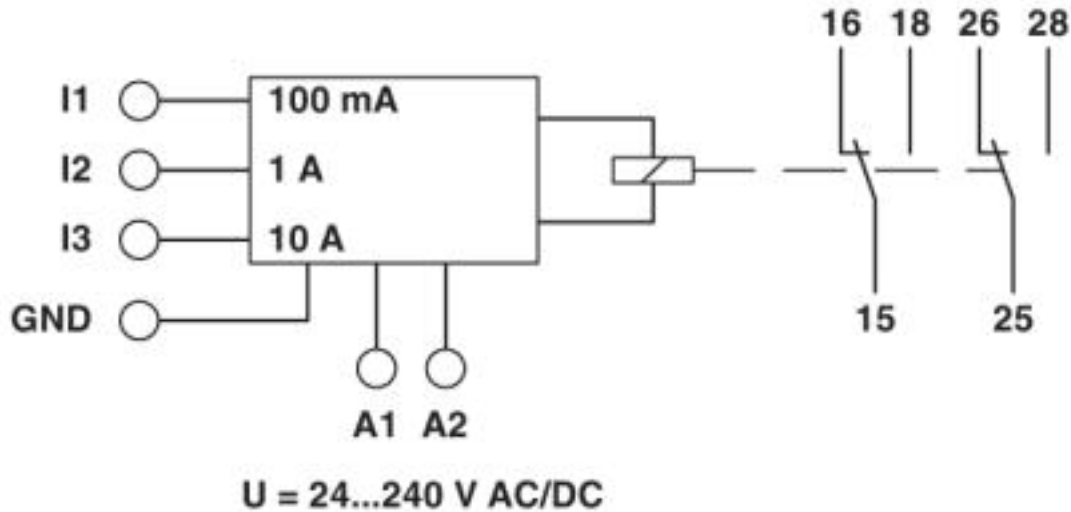 16 18 26 28
I1 100 mA
I2 1 A
I3 10 A
GND
15 25
A1 A2
U = 24...240 V AC/DC